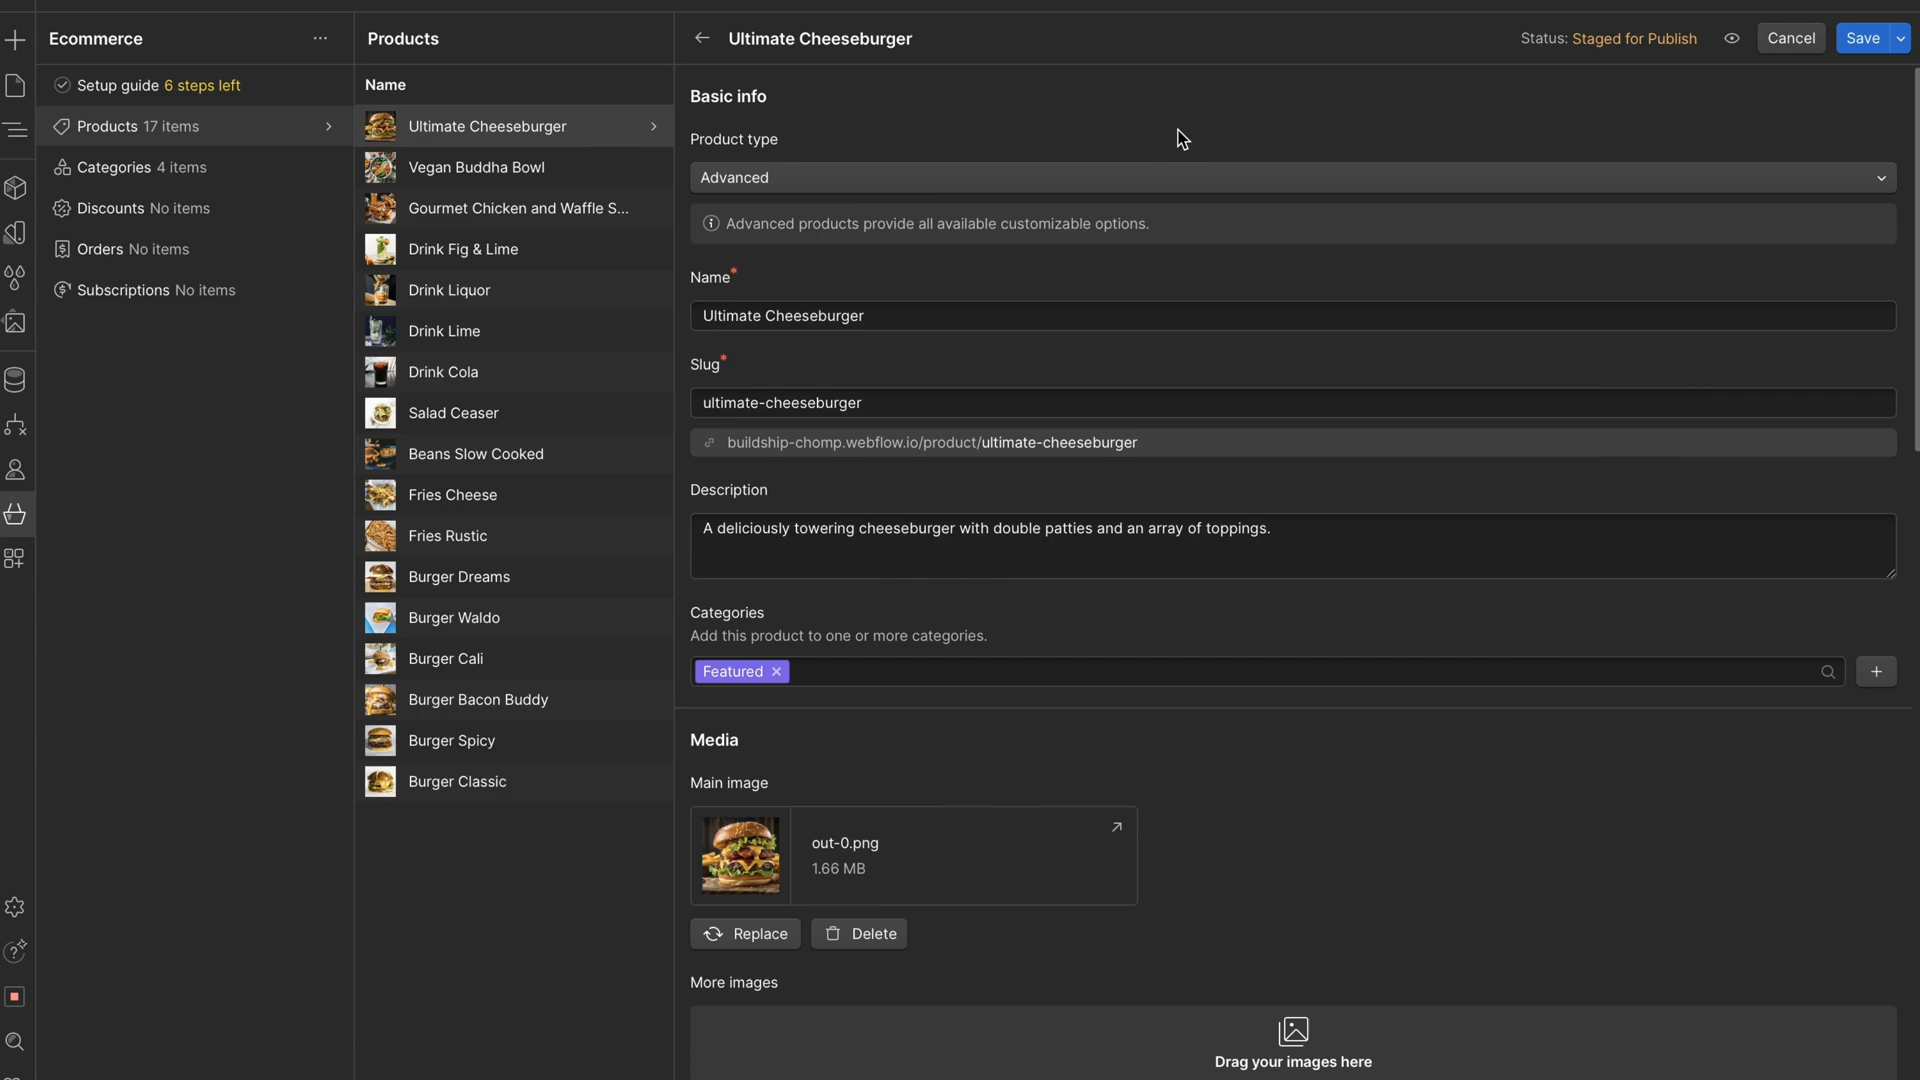 Ecommerce
Setup guide 6 steps left
Products 17 items
Categories 4 items
Discounts No items
Orders No items
Subscriptions No items
Products
Name
Ultimate Cheeseburger
Vegan Buddha Bowl
Gourmet Chicken and Waffle S...
Drink Fig & Lime
Drink Liquor
Drink Lime
Drink Cola
Salad Ceaser
Beans Slow Cooked
Fries Cheese
Fries Rustic
Burger Dreams
Burger Waldo
Burger Cali
Burger Bacon Buddy
Burger Spicy
Burger Classic
Ultimate Cheeseburger
Status: Staged for Publish
Cancel
Save
Basic info
Product type
Advanced
Advanced products provide all available customizable options.
Name*
Ultimate Cheeseburger
Slug*
ultimate-cheeseburger
buildship-chomp.webflow.io/product/ultimate-cheeseburger
Description
A deliciously towering cheeseburger with double patties and an array of toppings.
Categories
Add this product to one or more categories.
Featured
Media
Main image
out-0.png
1.66 MB
Replace
Delete
More images
Drag your images here